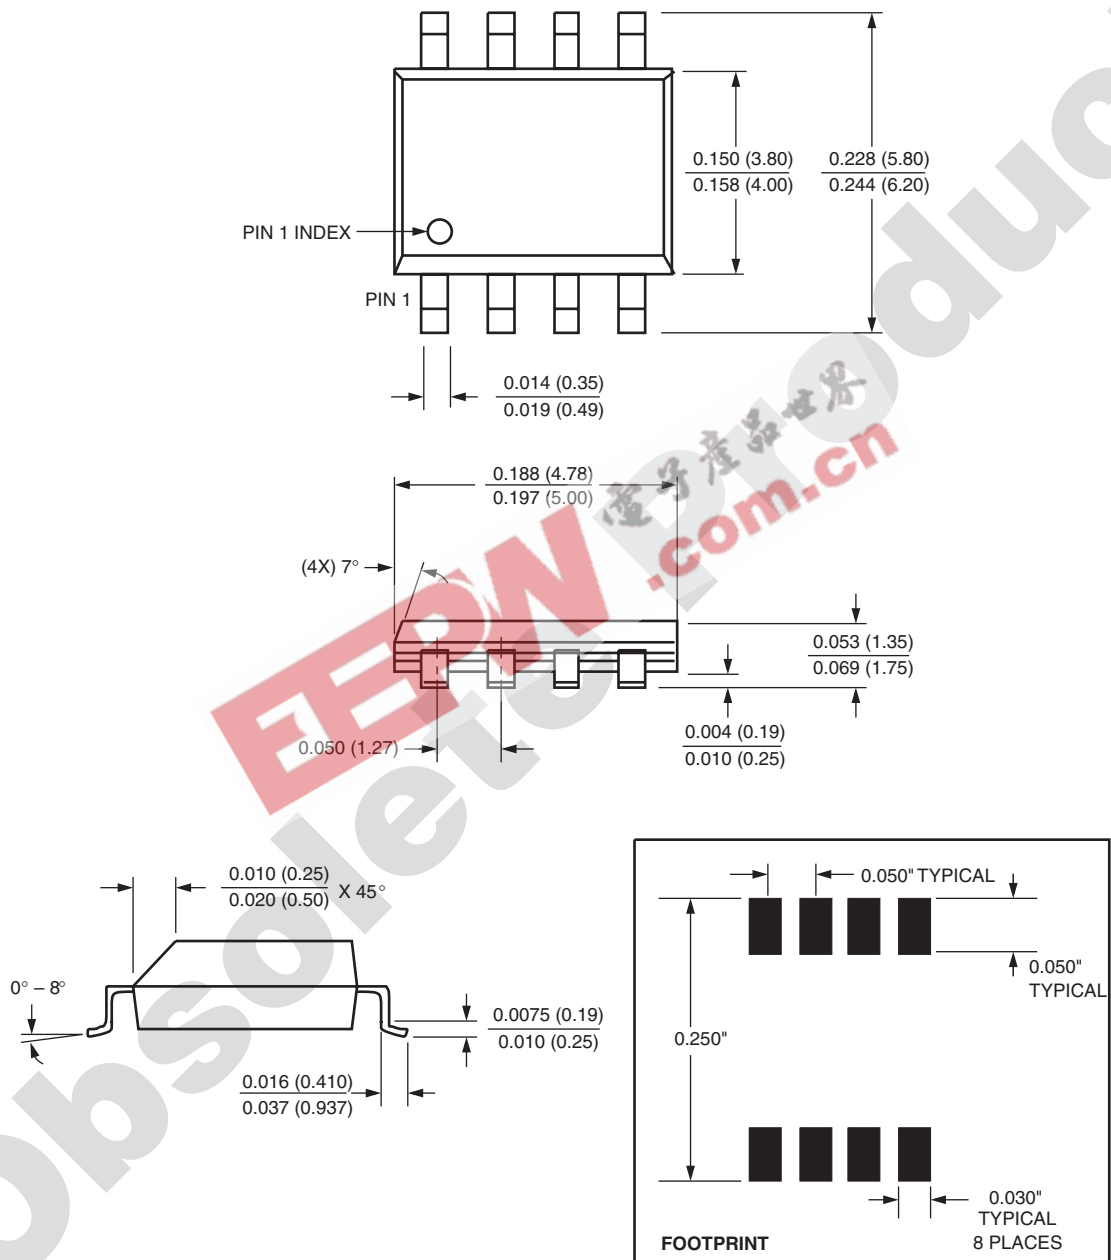 0.150 (3.80)
0.158 (4.00)
0.228 (5.80)
0.244 (6.20)
PIN 1 INDEX
PIN 1
0.014 (0.35)
0.019 (0.49)
0.188 (4.78)
0.197 (5.00)
(4X) 7°
0.053 (1.35)
0.069 (1.75)
0.004 (0.19)
0.010 (0.25)
0.050 (1.27)
0.010 (0.25)
0.020 (0.50)
X 45°
0° – 8°
0.0075 (0.19)
0.010 (0.25)
0.016 (0.410)
0.037 (0.937)
0.050" TYPICAL
0.050"
TYPICAL
0.250"
0.030"
TYPICAL
8 PLACES
FOOTPRINT
Obsolete Produc
EEPW
電子產品世界
.com.cn